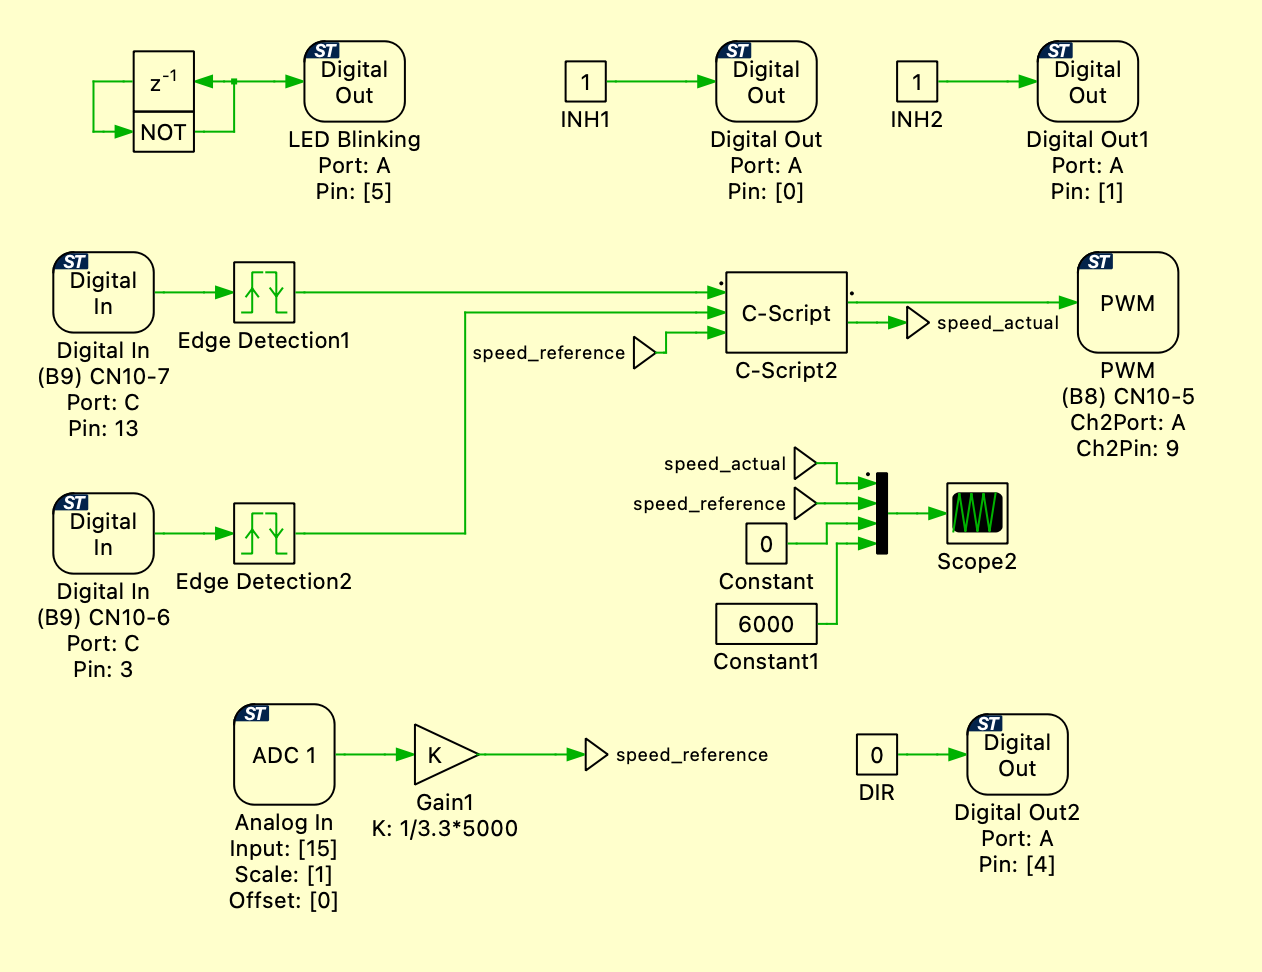 z-1
NOT
ST
Digital
Out
LED Blinking
Port: A
Pin: [5]
1
INH1
ST
Digital
Out
Digital Out
Port: A
Pin: [0]
1
INH2
ST
Digital
Out
Digital Out1
Port: A
Pin: [1]
ST
Digital
In
Digital In
(B9) CN10-7
Port: C
Pin: 13
Edge Detection1
speed_reference
C-Script
C-Script2
speed_actual
ST
PWM
PWM
(B8) CN10-5
Ch2Port: A
Ch2Pin: 9
ST
Digital
In
Digital In
(B9) CN10-6
Port: C
Pin: 3
Edge Detection2
speed_actual
speed_reference
0
Constant
6000
Constant1
Scope2
ST
ADC 1
Analog In
Input: [15]
Scale: [1]
Offset: [0]
K
Gain1
K: 1/3.3*5000
speed_reference
0
DIR
ST
Digital
Out
Digital Out2
Port: A
Pin: [4]